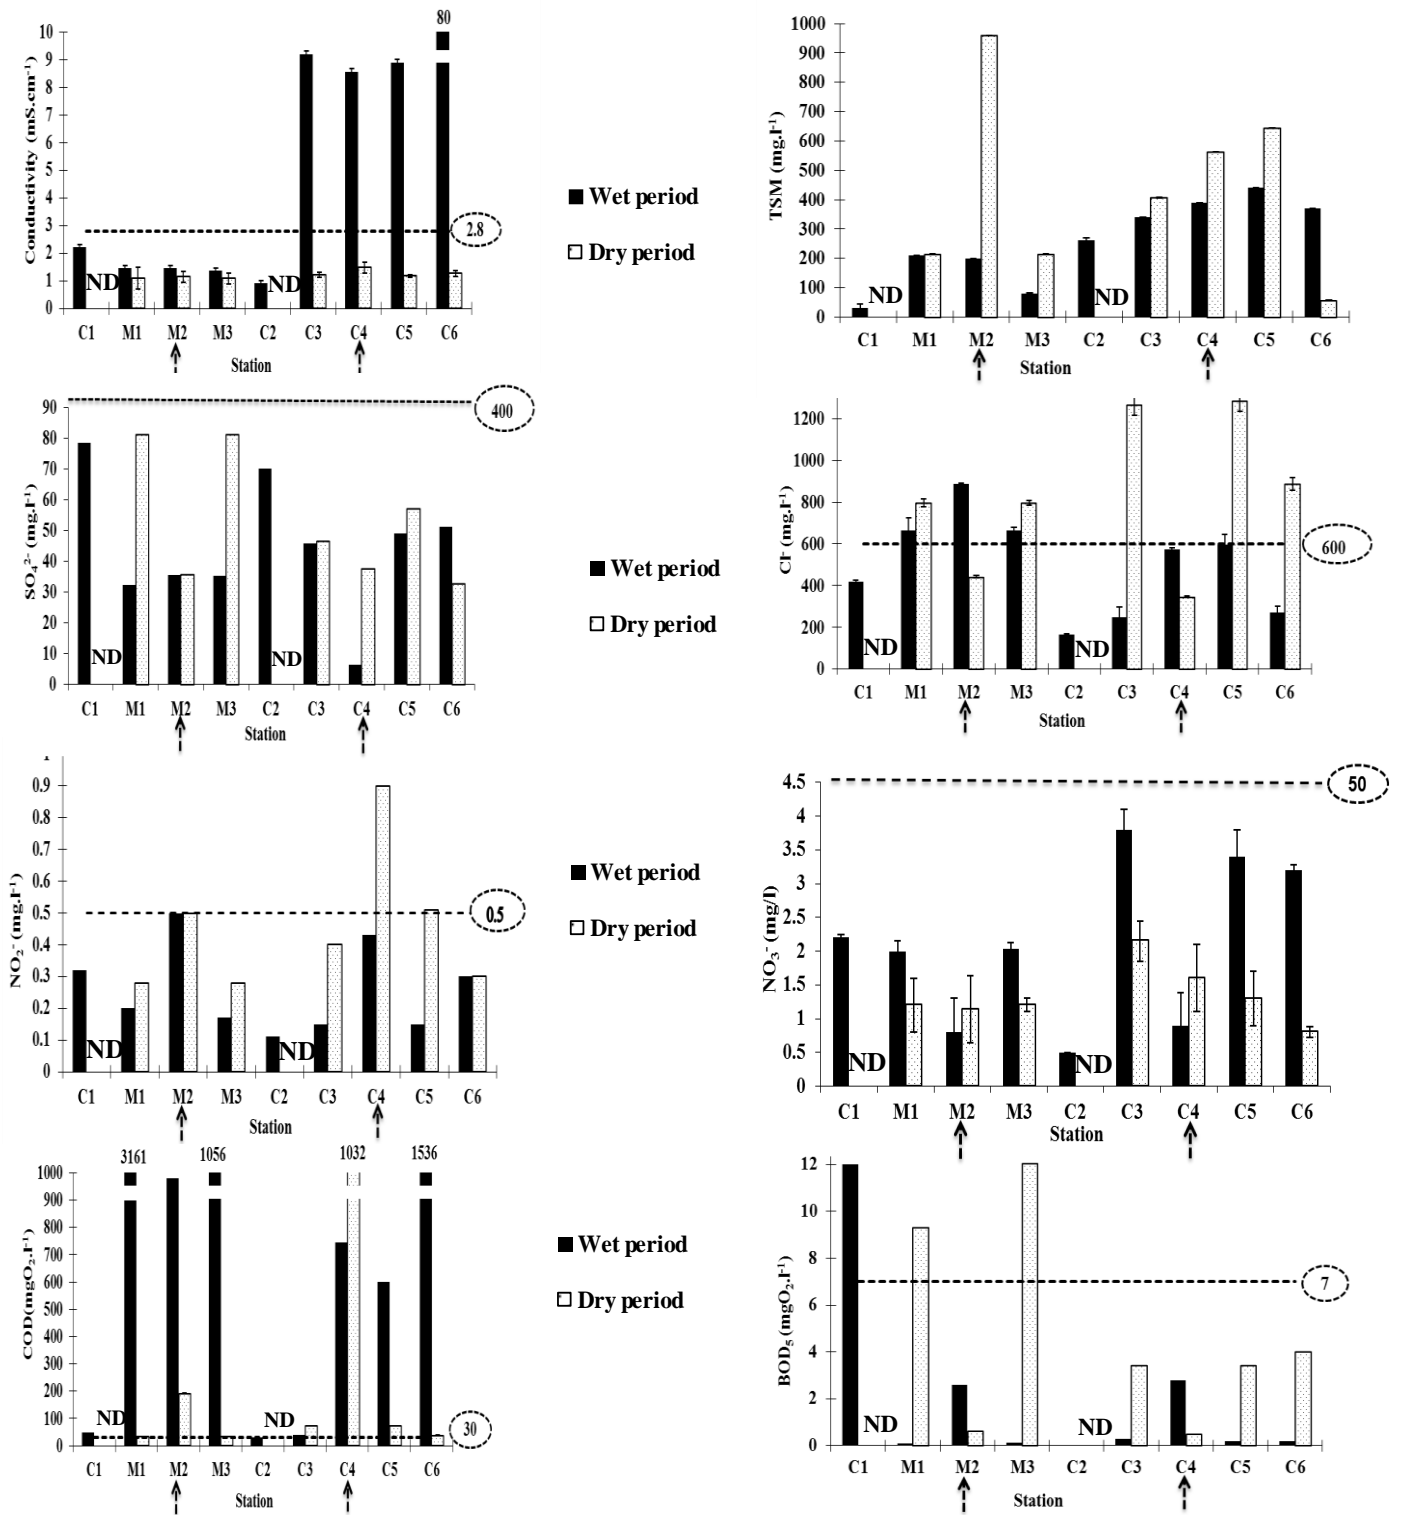 80
10
9
8
7
6
5
4
3
2
1
0
Conductivity (mS.cm⁻¹)
2.8
ND
ND
C1 M1 M2 M3 C2 C3 C4 C5 C6
Station
Wet period
Dry period
1000
900
800
700
600
500
400
300
200
100
0
TSM (mg.l⁻¹)
ND
ND
C1 M1 M2 M3 C2 C3 C4 C5 C6
Station
400
90
80
70
60
50
40
30
20
10
0
SO₄²⁻ (mg.l⁻¹)
ND
ND
C1 M1 M2 M3 C2 C3 C4 C5 C6
Station
Wet period
Dry period
1200
1000
800
600
400
200
0
Cl⁻ (mg.l⁻¹)
600
ND
ND
C1 M1 M2 M3 C2 C3 C4 C5 C6
Station
1
0.9
0.8
0.7
0.6
0.5
0.4
0.3
0.2
0.1
0
NO₂⁻ (mg.l⁻¹)
0.5
ND
ND
C1 M1 M2 M3 C2 C3 C4 C5 C6
Station
Wet period
Dry period
50
4.5
4
3.5
3
2.5
2
1.5
1
0.5
0
NO₃⁻ (mg/l)
ND
ND
C1 M1 M2 M3 C2 C3 C4 C5 C6
Station
3161 1056 1032 1536
1000
900
800
700
600
500
400
300
200
100
0
COD(mgO₂.l⁻¹)
30
ND
ND
C1 M1 M2 M3 C2 C3 C4 C5 C6
Station
Wet period
Dry period
12
10
8
6
4
2
0
BOD₅ (mgO₂.l⁻¹)
7
ND
ND
C1 M1 M2 M3 C2 C3 C4 C5 C6
Station